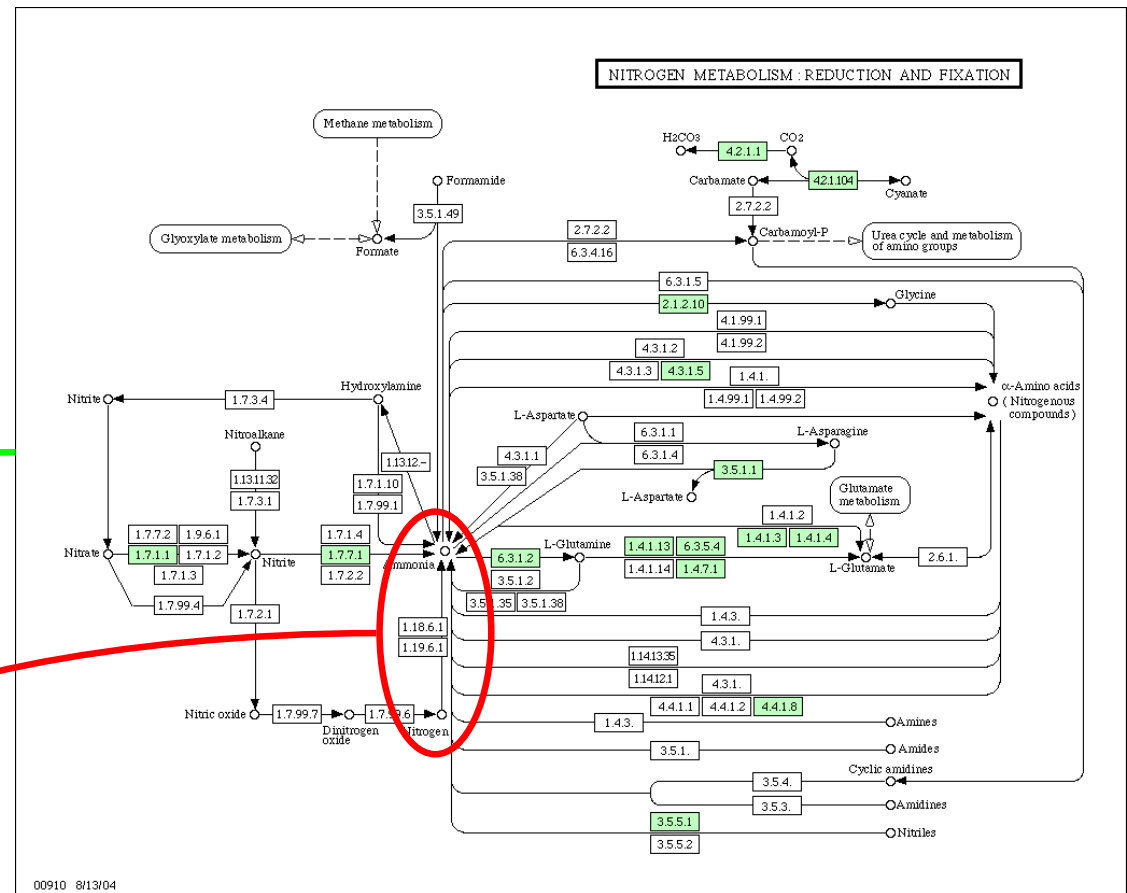 NITROGEN METABOLISM : REDUCTION AND FIXATION
Methane metabolism
H2CO3
CO2
4.2.1.1
Formamide
Carbamate
4.2.1.104
Cyanate
3.5.1.49
2.7.2.2
Glyoxylate metabolism
Formate
2.7.2.2
6.3.4.16
Carbamoyl-P
Urea cycle and metabolism
of amino groups
6.3.1.5
2.1.2.10
Glycine
4.1.99.1
4.1.99.2
4.3.1.2
4.3.1.3
4.3.1.5
1.4.1.
1.4.99.1
1.4.99.2
α-Amino acids
( Nitrogenous
compounds )
Nitrite
1.7.3.4
Hydroxylamine
L-Aspartate
6.3.1.1
6.3.1.4
L-Asparagine
Nitroalkane
1.13.12.-
4.3.1.1
3.5.1.38
3.5.1.1
L-Aspartate
Glutamate
metabolism
1.13.11.32
1.7.3.1
1.7.1.10
1.7.99.1
1.4.1.2
1.4.1.3
1.4.1.4
1.7.7.2
1.9.6.1
1.7.1.1
1.7.1.2
1.7.1.3
Nitrate
Nitrite
1.7.1.4
1.7.7.1
1.7.2.2
Ammonia
6.3.1.2
L-Glutamine
3.5.1.2
3.5.1.35
3.5.1.38
1.4.1.13
6.3.5.4
1.4.1.14
1.4.7.1
L-Glutamate
2.6.1.
1.7.99.4
1.7.2.1
1.18.6.1
1.19.6.1
1.4.3.
4.3.1.
1.14.13.35
1.14.12.1
4.3.1.
4.4.1.1
4.4.1.2
4.4.1.8
Nitric oxide
1.7.99.7
Dinitrogen
oxide
1.7.99.6
Nitrogen
1.4.3.
Amines
3.5.1.
Amides
Cyclic amidines
3.5.4.
3.5.3.
Amidines
3.5.5.1
3.5.5.2
Nitriles
00910 8/13/04